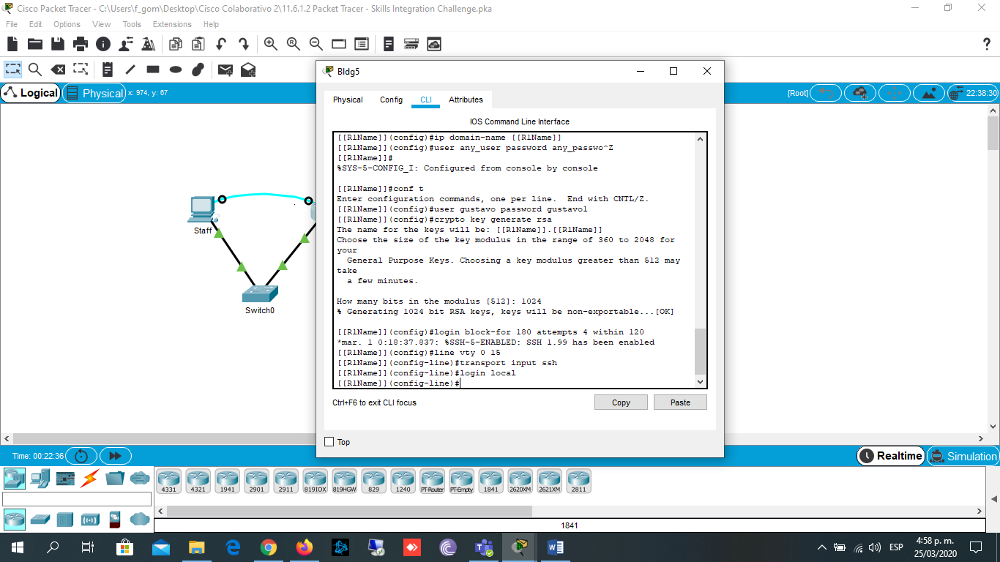 Cisco Packet Tracer - C:\Users\f_gom\Desktop\Cisco Colaborativo 2\11.6.1.2 Packet Tracer - Skills Integration Challenge.pka
File Edit Options View Tools Extensions Help
Logical Physical x: 974, y: 67
[Root] 22:38:30
Bldg5
Physical Config CLI Attributes
IOS Command Line Interface
[[R1Name]](config)#ip domain-name [[R1Name]]
[[R1Name]](config)#user any_user password any_passwo^Z
[[R1Name]]#
%SYS-5-CONFIG_I: Configured from console by console
[[R1Name]]#conf t
Enter configuration commands, one per line.  End with CNTL/Z.
[[R1Name]](config)#user gustavo password gustavo1
[[R1Name]](config)#crypto key generate rsa
The name for the keys will be: [[R1Name]].[[R1Name]]
Choose the size of the key modulus in the range of 360 to 2048 for
your
General Purpose Keys. Choosing a key modulus greater than 512 may
take
a few minutes.
How many bits in the modulus [512]: 1024
% Generating 1024 bit RSA keys, keys will be non-exportable...[OK]
[[R1Name]](config)#login block-for 180 attempts 4 within 120
*mar. 1 0:18:37.837: %SSH-5-ENABLED: SSH 1.99 has been enabled
[[R1Name]](config)#line vty 0 15
[[R1Name]](config-line)#transport input ssh
[[R1Name]](config-line)#login local
[[R1Name]](config-line)#
Ctrl+F6 to exit CLI focus
Copy Paste
Top
Staff
Switch0
Time: 00:22:36
Realtime Simulation
4331 4321 1941 2901 2911 819IOX 819HGW 829 1240 PT-Router PT-Empty 1841 2620XM 2621XM 2811
1841
ESP
4:58 p. m.
25/03/2020